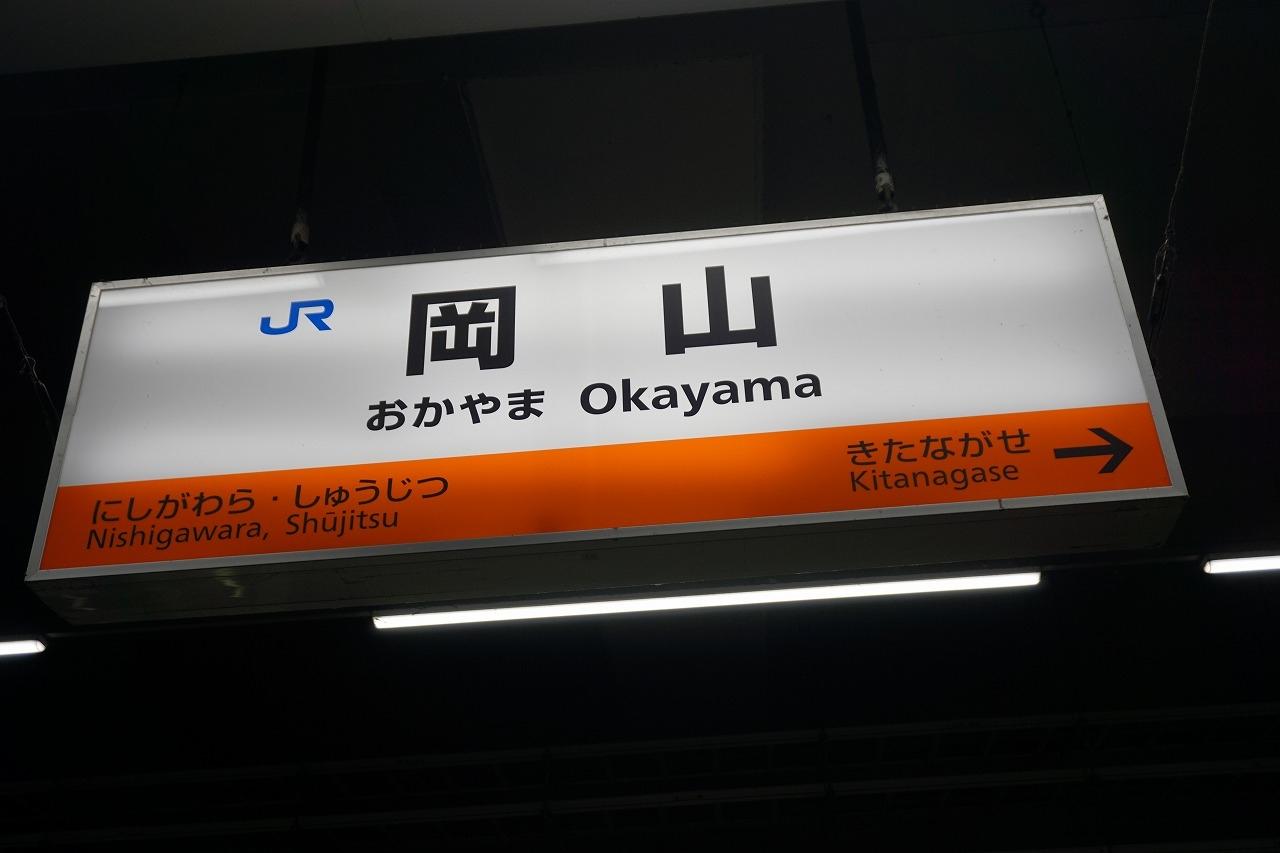 JR 岡山
おかやま Okayama
にしがわら・しゅうじつ
Nishigawara, Shūjitsu
きたながせ →
Kitanagase